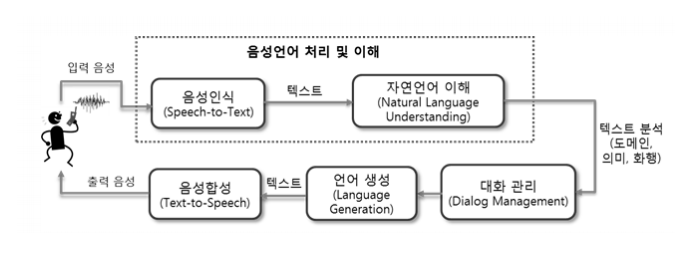 음성언어 처리 및 이해
입력 음성
음성인식
(Speech-to-Text)
텍스트
자연언어 이해
(Natural Language
Understanding)
텍스트 분석
(도메인,
의미, 화행)
대화 관리
(Dialog Management)
언어 생성
(Language
Generation)
텍스트
음성합성
(Text-to-Speech)
출력 음성